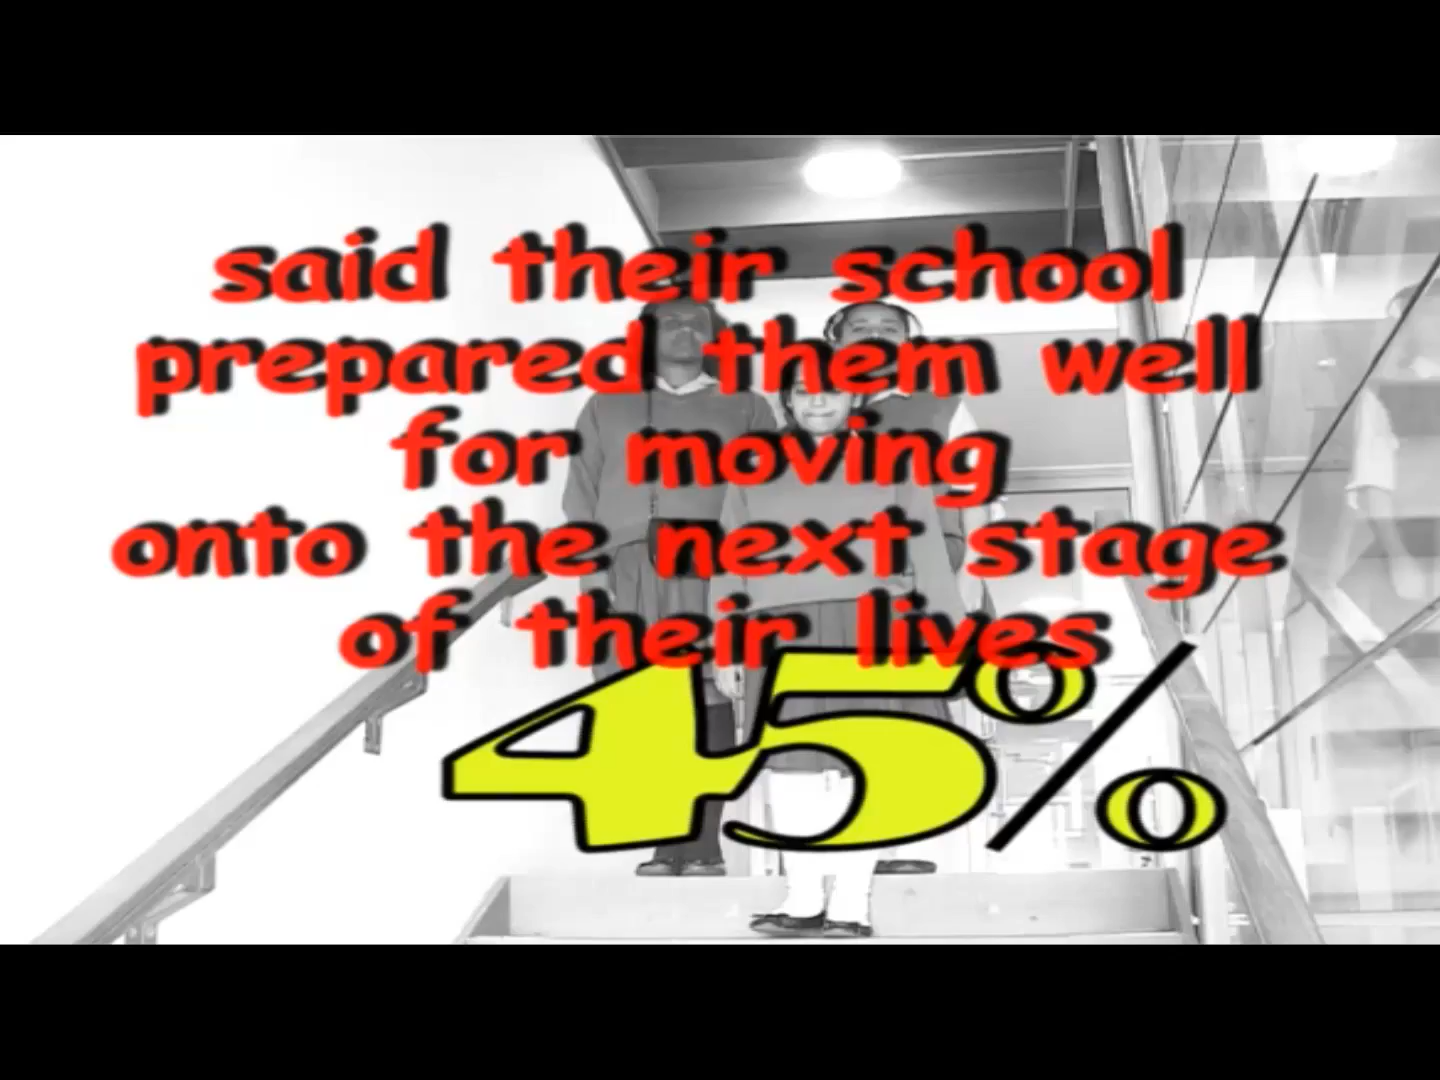 said their school
prepared them well
for moving
onto the next stage
of their lives
45%